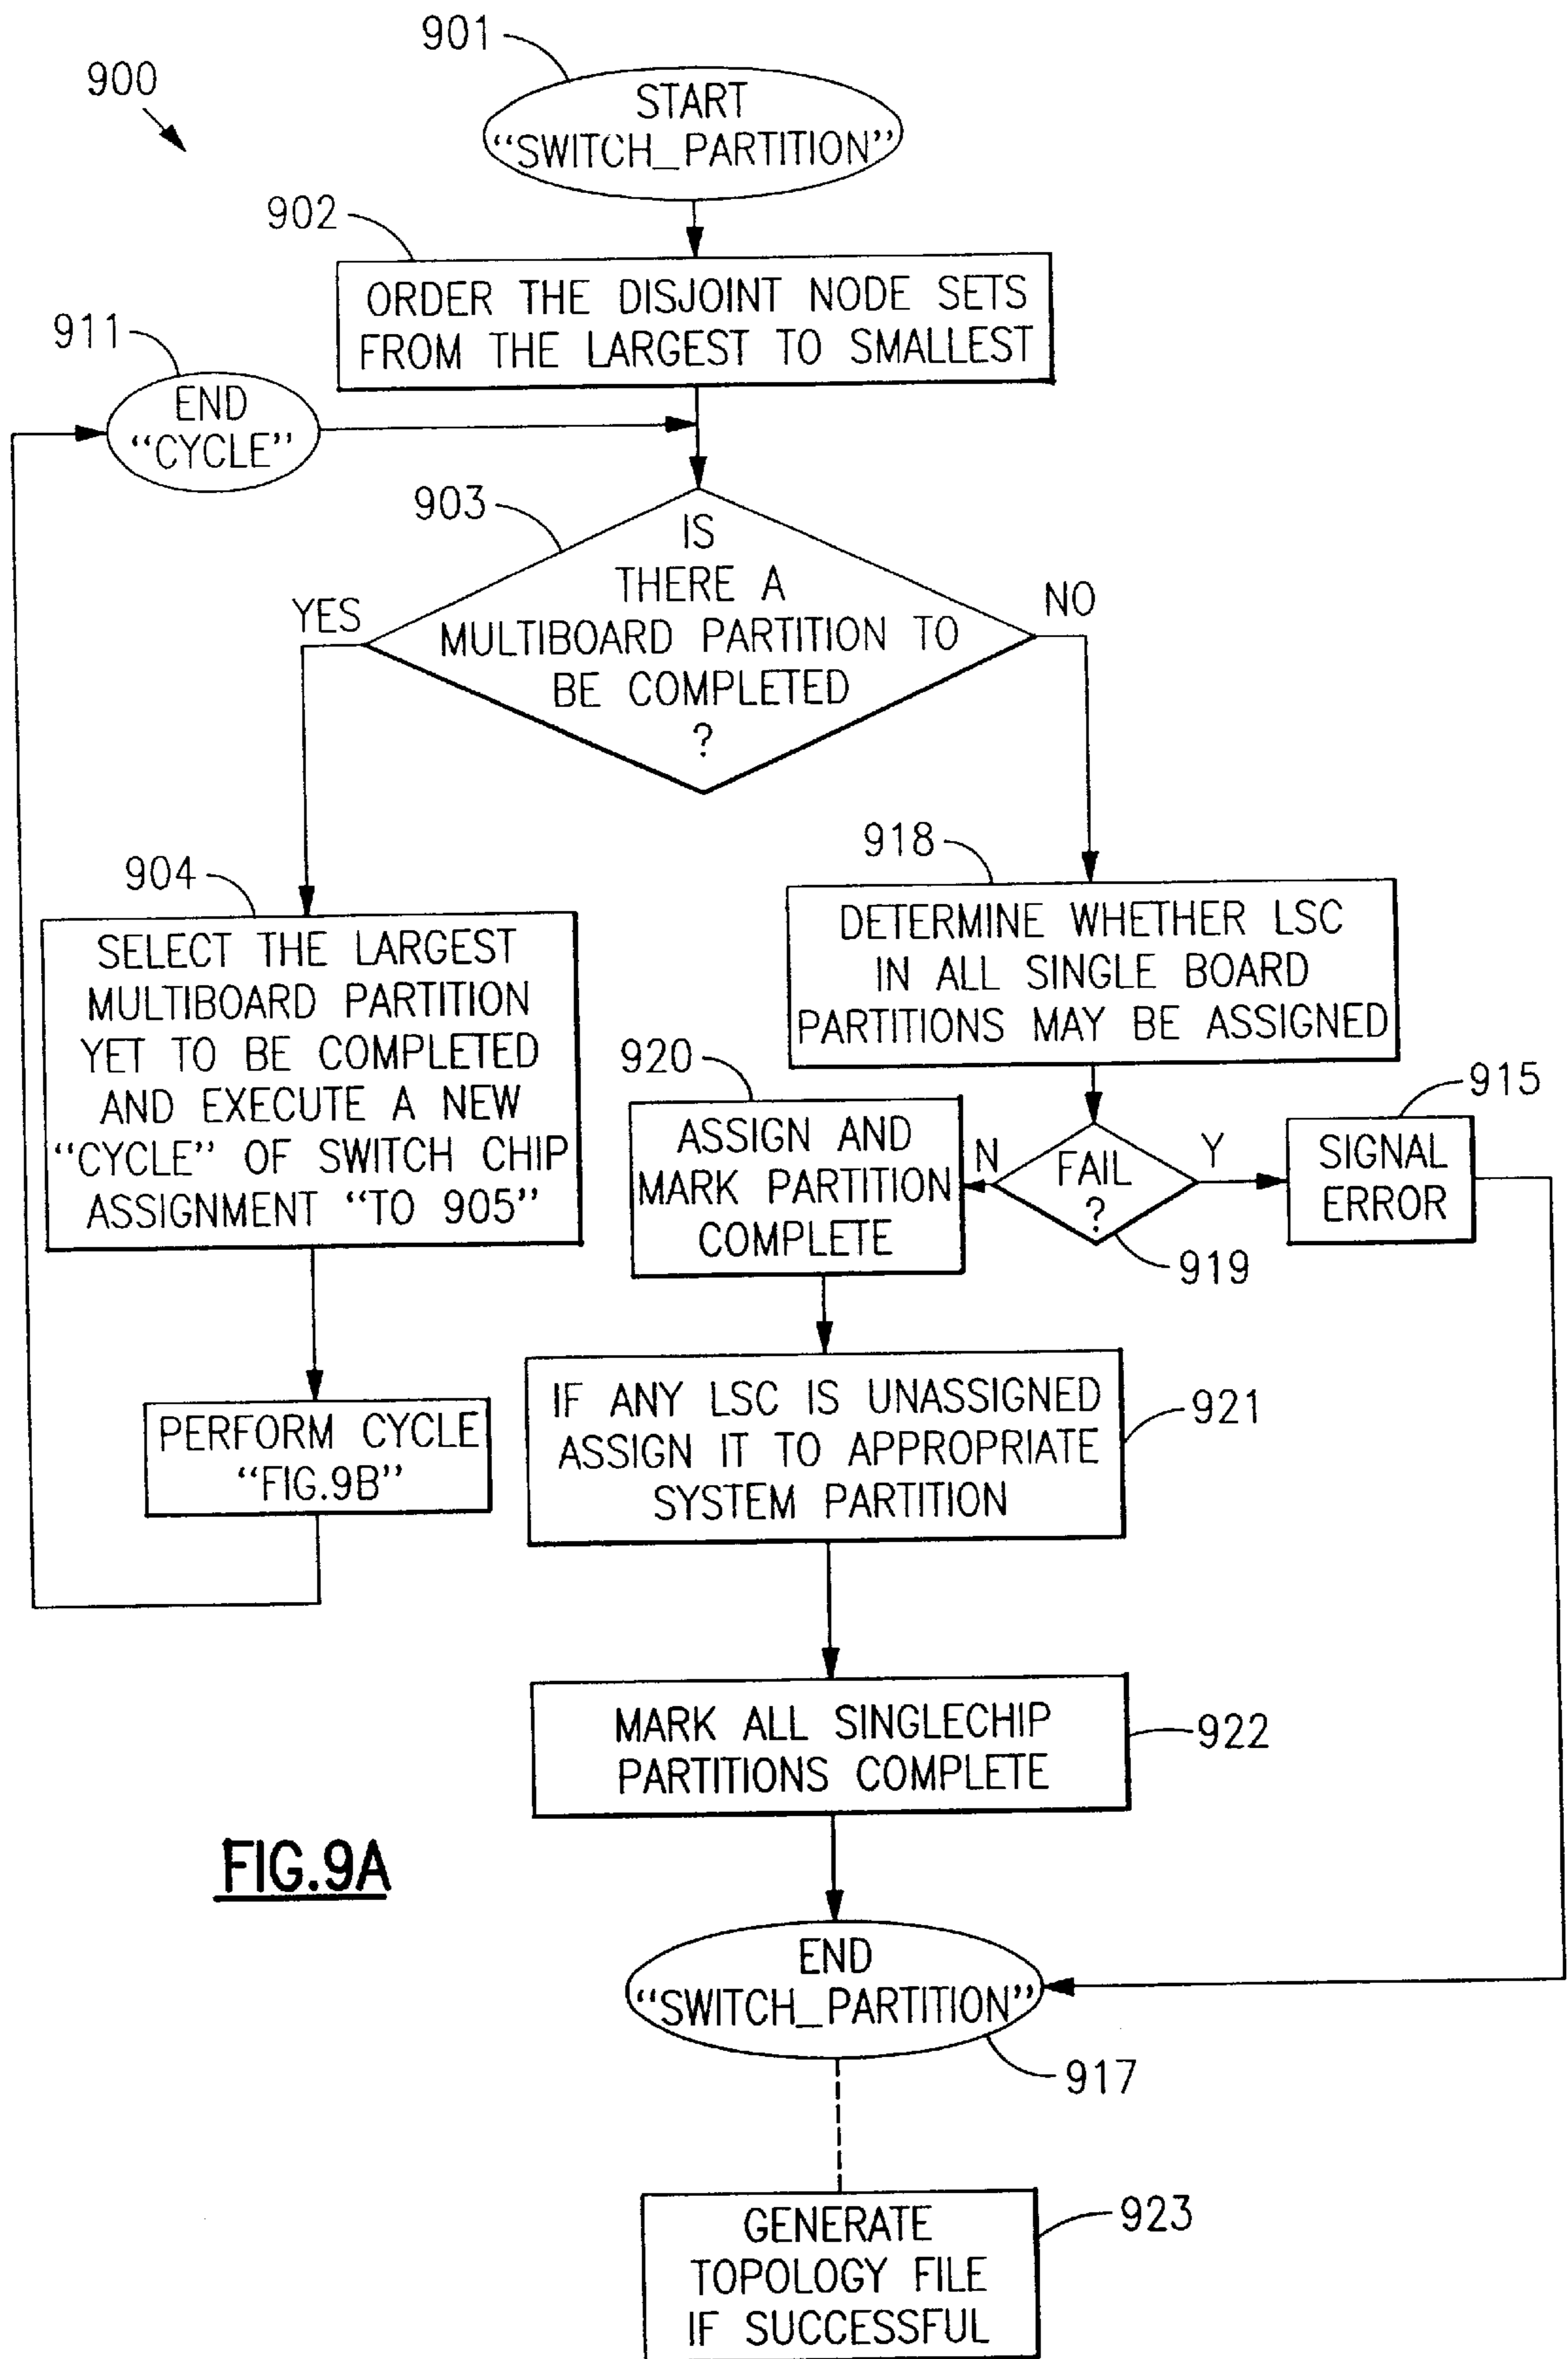 901
900
START
“SWITCH_PARTITION”
902
ORDER THE DISJOINT NODE SETS
FROM THE LARGEST TO SMALLEST
911
END
“CYCLE”
903
IS
THERE A
MULTIBOARD PARTITION TO
BE COMPLETED
?
YES
NO
904
SELECT THE LARGEST
MULTIBOARD PARTITION
YET TO BE COMPLETED
AND EXECUTE A NEW
“CYCLE” OF SWITCH CHIP
ASSIGNMENT “TO 905”
PERFORM CYCLE
“FIG.9B”
918
DETERMINE WHETHER LSC
IN ALL SINGLE BOARD
PARTITIONS MAY BE ASSIGNED
920
ASSIGN AND
MARK PARTITION
COMPLETE
N
FAIL
?
Y
919
915
SIGNAL
ERROR
IF ANY LSC IS UNASSIGNED
ASSIGN IT TO APPROPRIATE
SYSTEM PARTITION
921
MARK ALL SINGLECHIP
PARTITIONS COMPLETE
922
FIG.9A
END
“SWITCH_PARTITION”
917
GENERATE
TOPOLOGY FILE
IF SUCCESSFUL
923